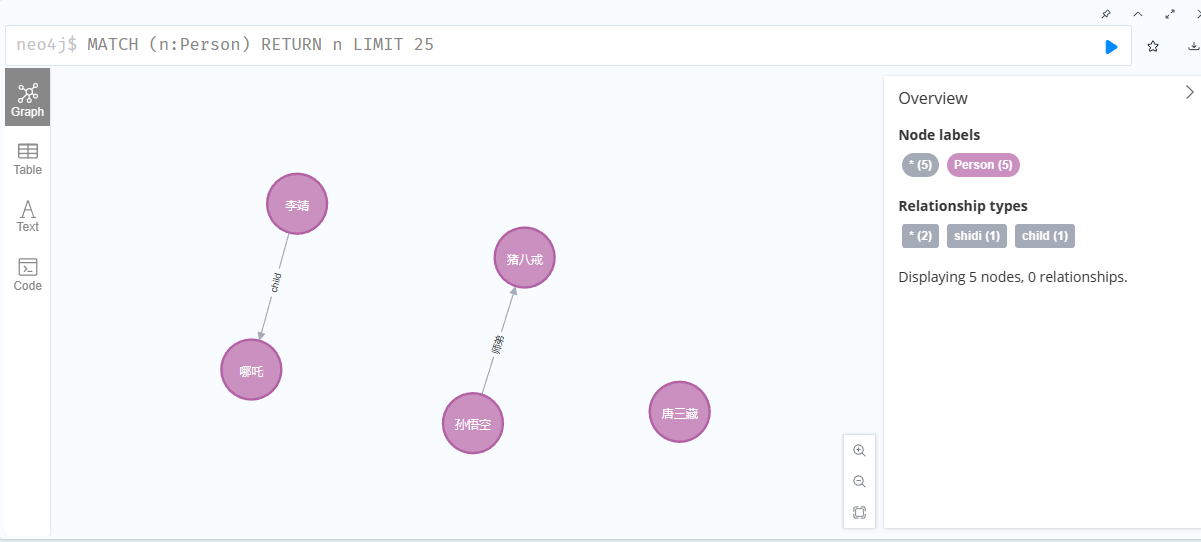 neo4j$ MATCH (n:Person) RETURN n LIMIT 25
Graph
Table
Text
Code
李靖
child
哪吒
猪八戒
师弟
孙悟空
唐三藏
Overview
Node labels
* (5) Person (5)
Relationship types
* (2) shidi (1) child (1)
Displaying 5 nodes, 0 relationships.